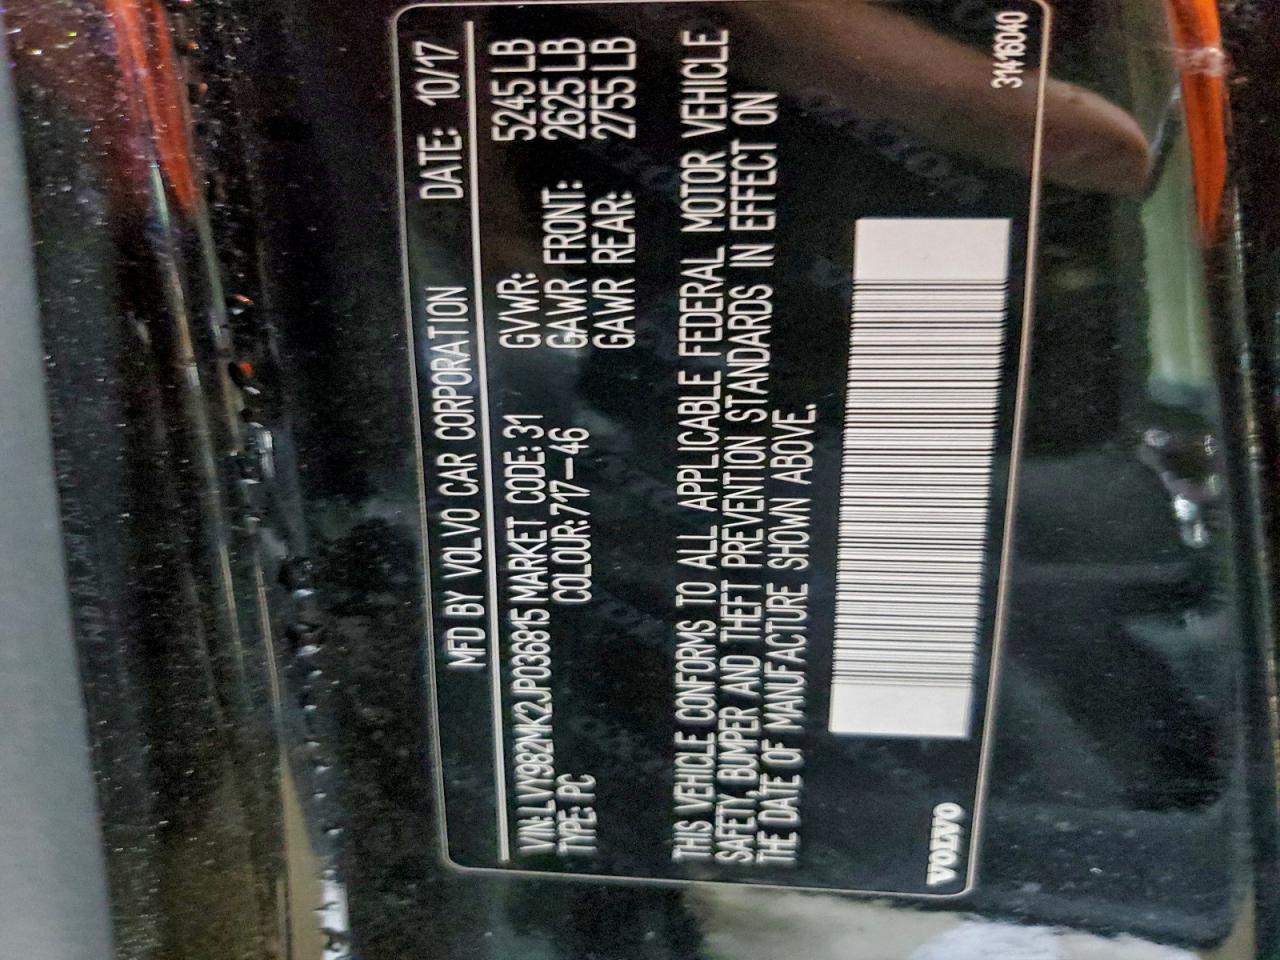 MFD BY VOLVO CAR CORPORATION DATE: 10/17
VIN: LVY982MK2JP036815 MARKET CODE: 31 GVWR: 5245 LB
TYPE: PC COLOUR: 717-46 GAWR FRONT: 2625 LB
GAWR REAR: 2755 LB
THIS VEHICLE CONFORMS TO ALL APPLICABLE FEDERAL MOTOR VEHICLE
SAFETY, BUMPER AND THEFT PREVENTION STANDARDS IN EFFECT ON
THE DATE OF MANUFACTURE SHOWN ABOVE.
VOLVO 31416040